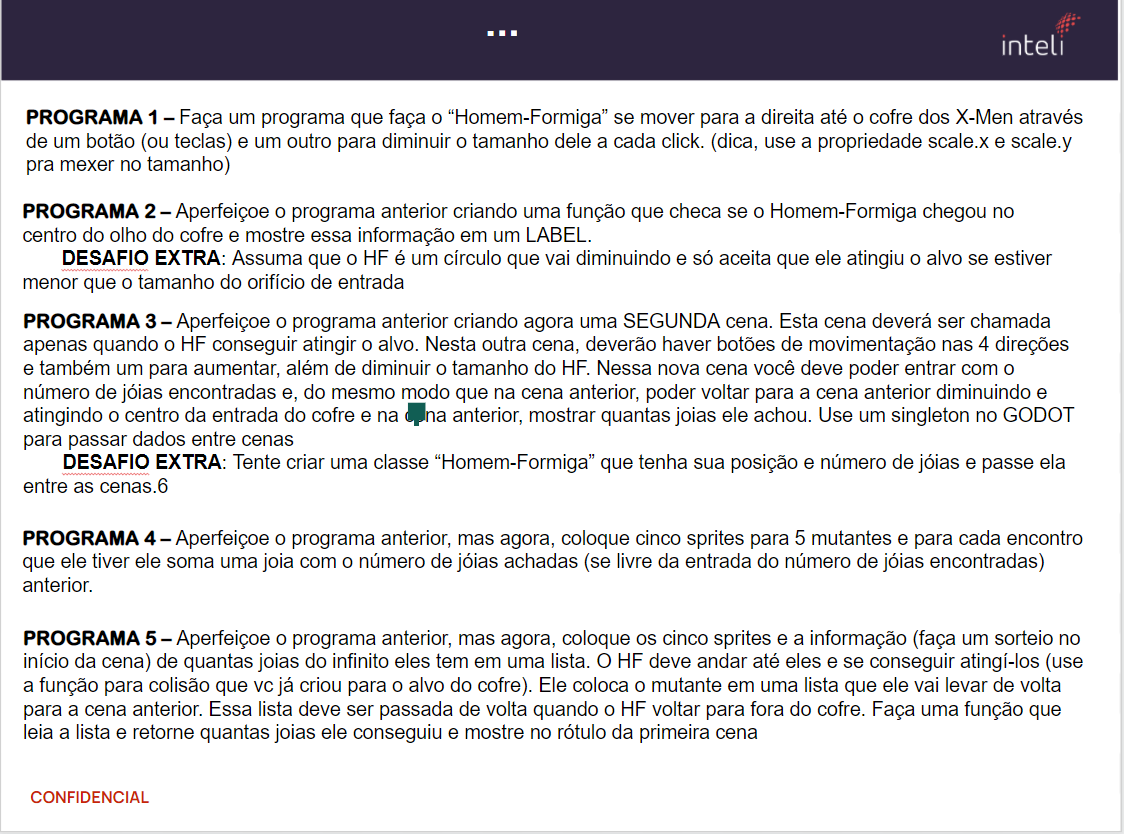 ...
inteli
PROGRAMA 1 – Faça um programa que faça o “Homem-Formiga” se mover para a direita até o cofre dos X-Men através
de um botão (ou teclas) e um outro para diminuir o tamanho dele a cada click. (dica, use a propriedade scale.x e scale.y
pra mexer no tamanho)
PROGRAMA 2 – Aperfeiçoe o programa anterior criando uma função que checa se o Homem-Formiga chegou no
centro do olho do cofre e mostre essa informação em um LABEL.
DESAFIO EXTRA: Assuma que o HF é um círculo que vai diminuindo e só aceita que ele atingiu o alvo se estiver
menor que o tamanho do orifício de entrada
PROGRAMA 3 – Aperfeiçoe o programa anterior criando agora uma SEGUNDA cena. Esta cena deverá ser chamada
apenas quando o HF conseguir atingir o alvo. Nesta outra cena, deverão haver botões de movimentação nas 4 direções
e também um para aumentar, além de diminuir o tamanho do HF. Nessa nova cena você deve poder entrar com o
número de jóias encontradas e, do mesmo modo que na cena anterior, poder voltar para a cena anterior diminuindo e
atingindo o centro da entrada do cofre e na cena anterior, mostrar quantas joias ele achou. Use um singleton no GODOT
para passar dados entre cenas
DESAFIO EXTRA: Tente criar uma classe “Homem-Formiga” que tenha sua posição e número de jóias e passe ela
entre as cenas.6
PROGRAMA 4 – Aperfeiçoe o programa anterior, mas agora, coloque cinco sprites para 5 mutantes e para cada encontro
que ele tiver ele soma uma joia com o número de jóias achadas (se livre da entrada do número de jóias encontradas)
anterior.
PROGRAMA 5 – Aperfeiçoe o programa anterior, mas agora, coloque os cinco sprites e a informação (faça um sorteio no
início da cena) de quantas joias do infinito eles tem em uma lista. O HF deve andar até eles e se conseguir atingí-los (use
a função para colisão que vc já criou para o alvo do cofre). Ele coloca o mutante em uma lista que ele vai levar de volta
para a cena anterior. Essa lista deve ser passada de volta quando o HF voltar para fora do cofre. Faça uma função que
leia a lista e retorne quantas joias ele conseguiu e mostre no rótulo da primeira cena
CONFIDENCIAL